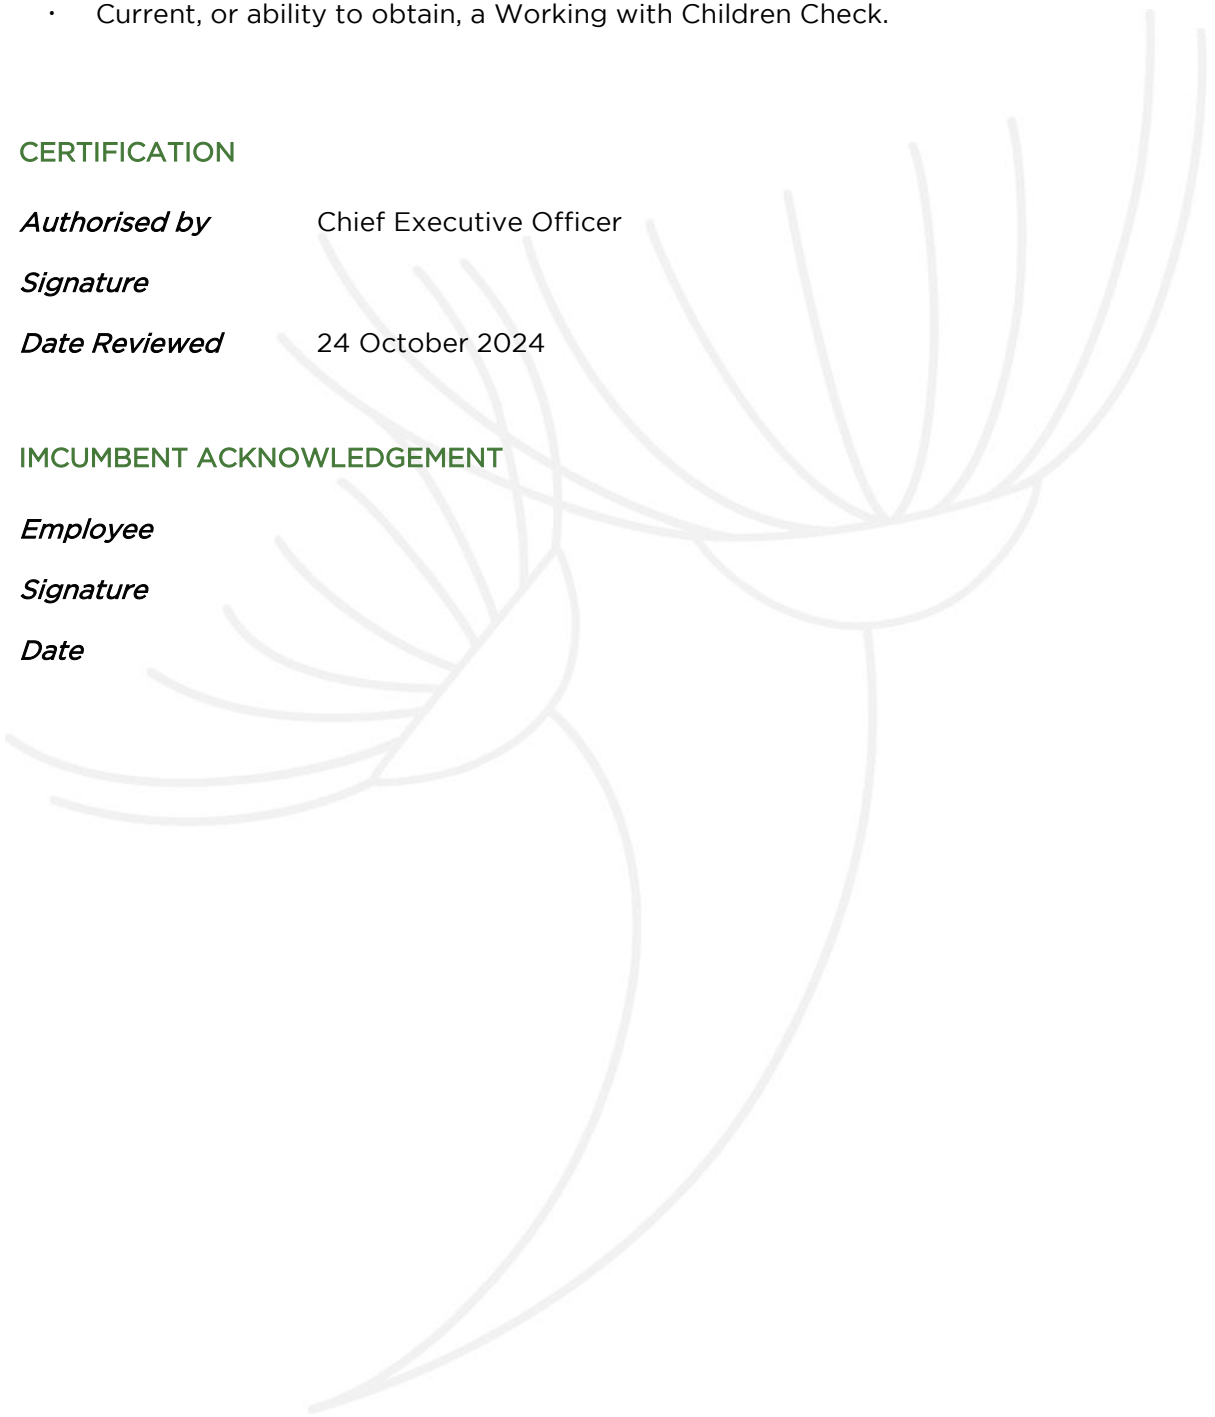 · Current, or ability to obtain, a Working with Children Check.
CERTIFICATION
Authorised by Chief Executive Officer
Signature
Date Reviewed 24 October 2024
IMCUMBENT ACKNOWLEDGEMENT
Employee
Signature
Date